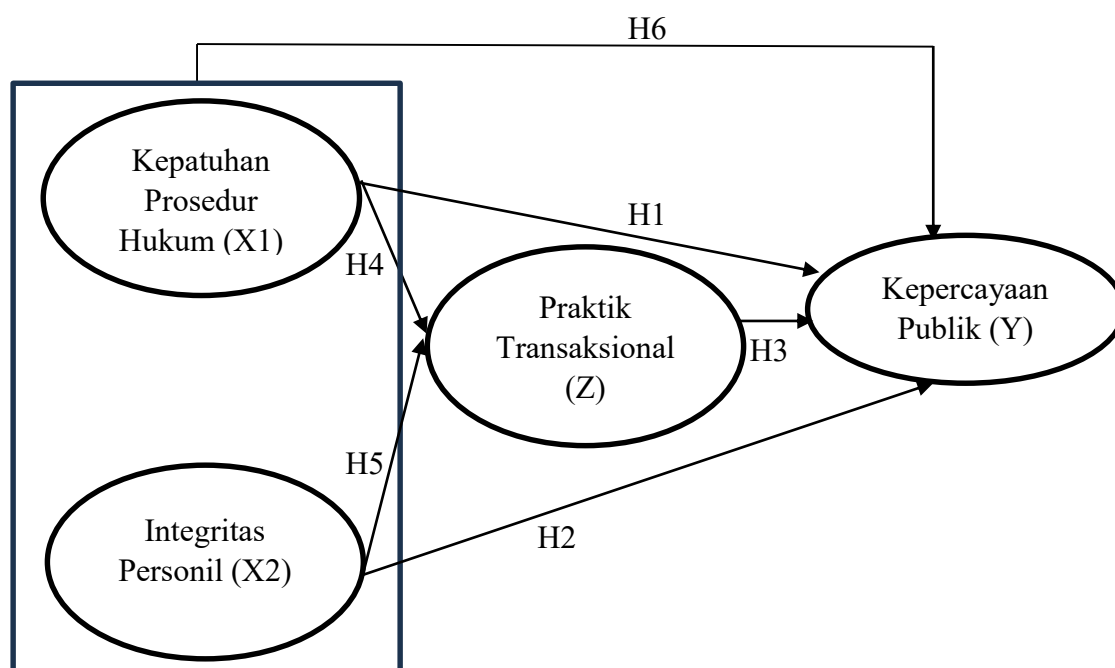 H6
Kepatuhan
Prosedur
Hukum (X1)
H1
H4
Praktik
Transaksional
(Z)
Kepercayaan
Publik (Y)
H3
H5
Integritas
Personil (X2)
H2